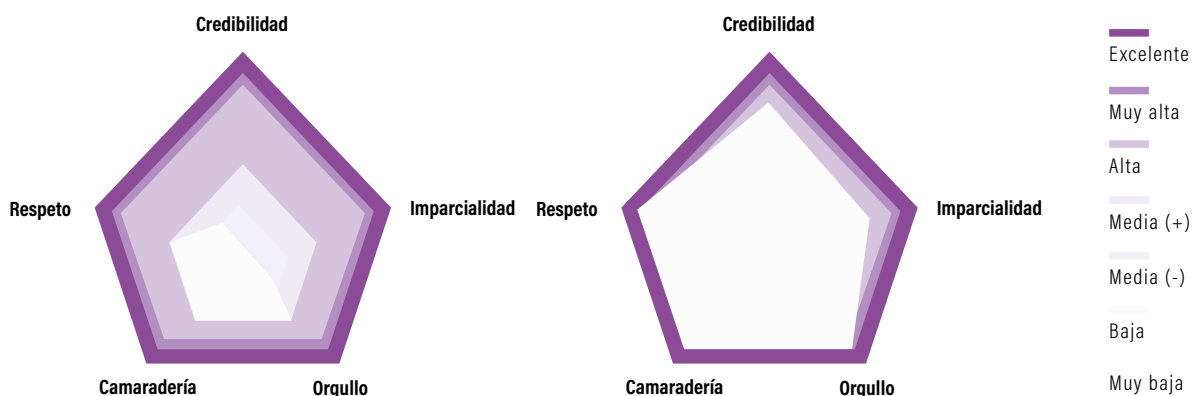 Credibilidad
Respeto
Imparcialidad
Camaradería
Orgullo
Credibilidad
Respeto
Imparcialidad
Camaradería
Orgullo
Excelente
Muy alta
Alta
Media (+)
Media (-)
Baja
Muy baja